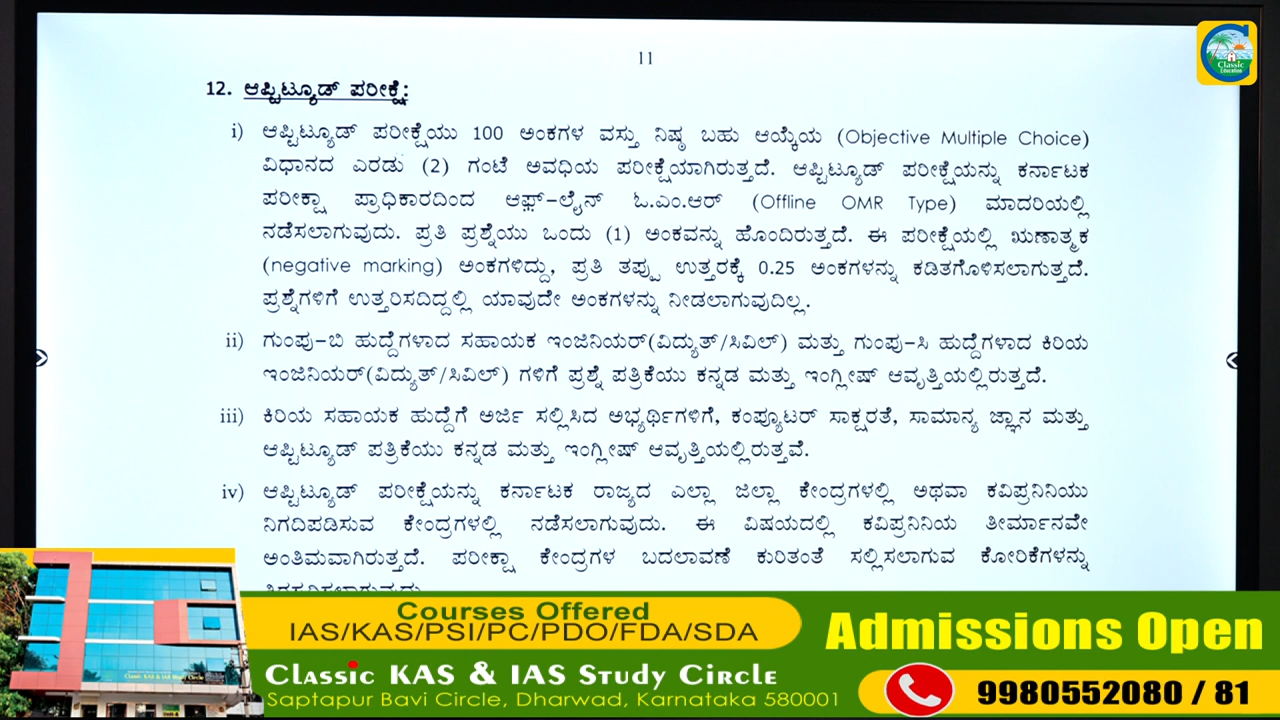 11
Classic
Education
12. ಆಪ್ಟಿಟ್ಯೂಡ್ ಪರೀಕ್ಷೆ:
i) ಆಪ್ಟಿಟ್ಯೂಡ್ ಪರೀಕ್ಷೆಯು 100 ಅಂಕಗಳ ವಸ್ತು ನಿಷ್ಠ ಬಹು ಆಯ್ಕೆಯ (Objective Multiple Choice)
ವಿಧಾನದ ಎರಡು (2) ಗಂಟೆ ಅವಧಿಯ ಪರೀಕ್ಷೆಯಾಗಿರುತ್ತದೆ. ಆಪ್ಟಿಟ್ಯೂಡ್ ಪರೀಕ್ಷೆಯನ್ನು ಕರ್ನಾಟಕ
ಪರೀಕ್ಷಾ ಪ್ರಾಧಿಕಾರದಿಂದ ಆಫ್-ಲೈನ್ ಓ.ಎಂ.ಆರ್ (Offline OMR Type) ಮಾದರಿಯಲ್ಲಿ
ನಡೆಸಲಾಗುವುದು. ಪ್ರತಿ ಪ್ರಶ್ನೆಯು ಒಂದು (1) ಅಂಕವನ್ನು ಹೊಂದಿರುತ್ತದೆ. ಈ ಪರೀಕ್ಷೆಯಲ್ಲಿ ಋಣಾತ್ಮಕ
(negative marking) ಅಂಕಗಳಿದ್ದು, ಪ್ರತಿ ತಪ್ಪು ಉತ್ತರಕ್ಕೆ 0.25 ಅಂಕಗಳನ್ನು ಕಡಿತಗೊಳಿಸಲಾಗುತ್ತದೆ.
ಪ್ರಶ್ನೆಗಳಿಗೆ ಉತ್ತರಿಸದಿದ್ದಲ್ಲಿ ಯಾವುದೇ ಅಂಕಗಳನ್ನು ನೀಡಲಾಗುವುದಿಲ್ಲ.
ii) ಗುಂಪು-ಬಿ ಹುದ್ದೆಗಳಾದ ಸಹಾಯಕ ಇಂಜಿನಿಯರ್(ವಿದ್ಯುತ್/ಸಿವಿಲ್) ಮತ್ತು ಗುಂಪು-ಸಿ ಹುದ್ದೆಗಳಾದ ಕಿರಿಯ
ಇಂಜಿನಿಯರ್(ವಿದ್ಯುತ್/ಸಿವಿಲ್) ಗಳಿಗೆ ಪ್ರಶ್ನೆ ಪತ್ರಿಕೆಯು ಕನ್ನಡ ಮತ್ತು ಇಂಗ್ಲೀಷ್ ಆವೃತ್ತಿಯಲ್ಲಿರುತ್ತದೆ.
iii) ಕಿರಿಯ ಸಹಾಯಕ ಹುದ್ದೆಗೆ ಅರ್ಜಿ ಸಲ್ಲಿಸಿದ ಅಭ್ಯರ್ಥಿಗಳಿಗೆ, ಕಂಪ್ಯೂಟರ್ ಸಾಕ್ಷರತೆ, ಸಾಮಾನ್ಯ ಜ್ಞಾನ ಮತ್ತು
ಆಪ್ಟಿಟ್ಯೂಡ್ ಪತ್ರಿಕೆಯು ಕನ್ನಡ ಮತ್ತು ಇಂಗ್ಲೀಷ್ ಆವೃತ್ತಿಯಲ್ಲಿರುತ್ತವೆ.
iv) ಆಪ್ಟಿಟ್ಯೂಡ್ ಪರೀಕ್ಷೆಯನ್ನು ಕರ್ನಾಟಕ ರಾಜ್ಯದ ಎಲ್ಲಾ ಜಿಲ್ಲಾ ಕೇಂದ್ರಗಳಲ್ಲಿ ಅಥವಾ ಕವಿಪ್ರನಿನಿಯು
ನಿಗದಿಪಡಿಸುವ ಕೇಂದ್ರಗಳಲ್ಲಿ ನಡೆಸಲಾಗುವುದು. ಈ ವಿಷಯದಲ್ಲಿ ಕವಿಪ್ರನಿನಿಯ ತೀರ್ಮಾನವೇ
ಅಂತಿಮವಾಗಿರುತ್ತದೆ. ಪರೀಕ್ಷಾ ಕೇಂದ್ರಗಳ ಬದಲಾವಣೆ ಕುರಿತಂತೆ ಸಲ್ಲಿಸಲಾಗುವ ಕೋರಿಕೆಗಳನ್ನು
Courses Offered
IAS/KAS/PSI/PC/PDO/FDA/SDA
Classic KAS & IAS Study Circle
Saptapur Bavi Circle, Dharwad, Karnataka 580001
Admissions Open
9980552080 / 81
Classic KAS & IAS Study Circle